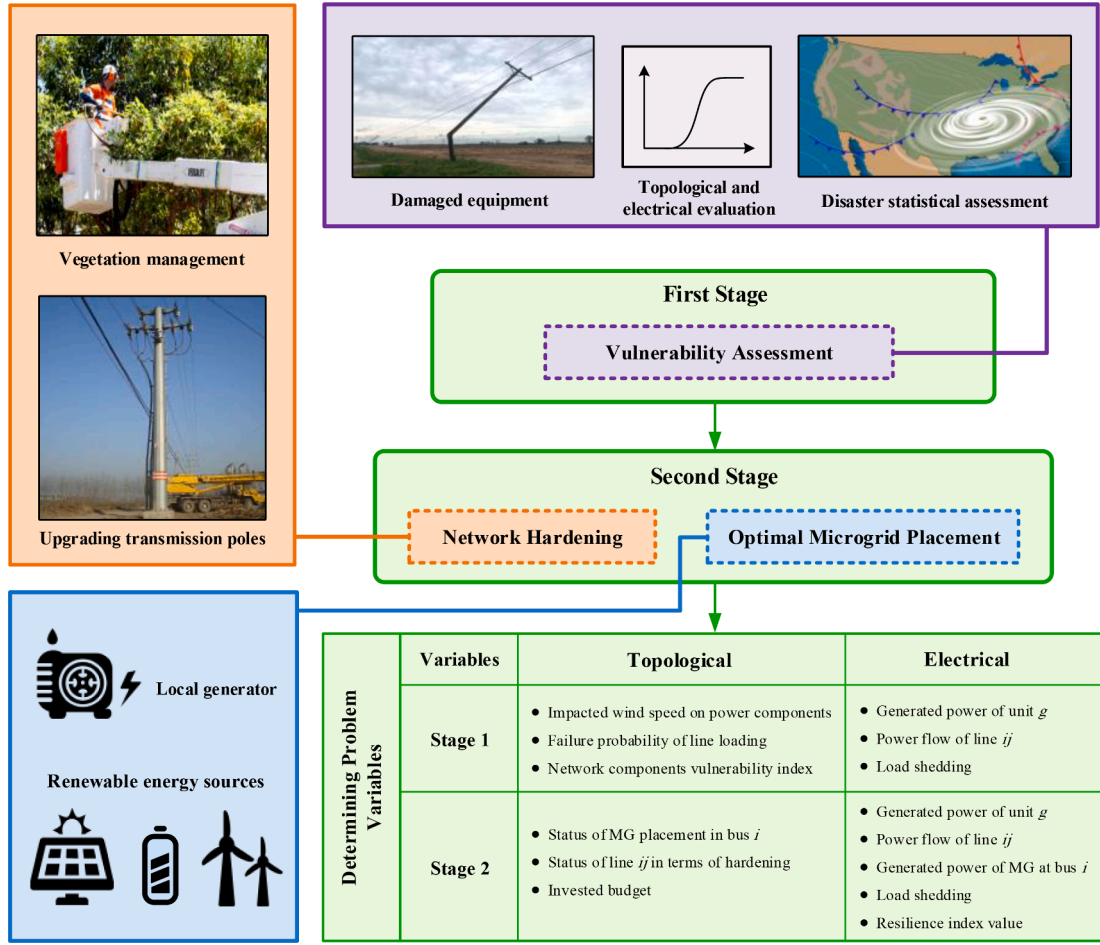 Vegetation management
Upgrading transmission poles
Damaged equipment
Topological and
electrical evaluation
Disaster statistical assessment
First Stage
Vulnerability Assessment
Second Stage
Network Hardening
Optimal Microgrid Placement
Local generator
Renewable energy sources
Determining Problem
Variables
Variables
Topological
Electrical
Stage 1
• Impacted wind speed on power components
• Failure probability of line loading
• Network components vulnerability index
• Generated power of unit g
• Power flow of line ij
• Load shedding
Stage 2
• Status of MG placement in bus i
• Status of line ij in terms of hardening
• Invested budget
• Generated power of unit g
• Power flow of line ij
• Generated power of MG at bus i
• Load shedding
• Resilience index value